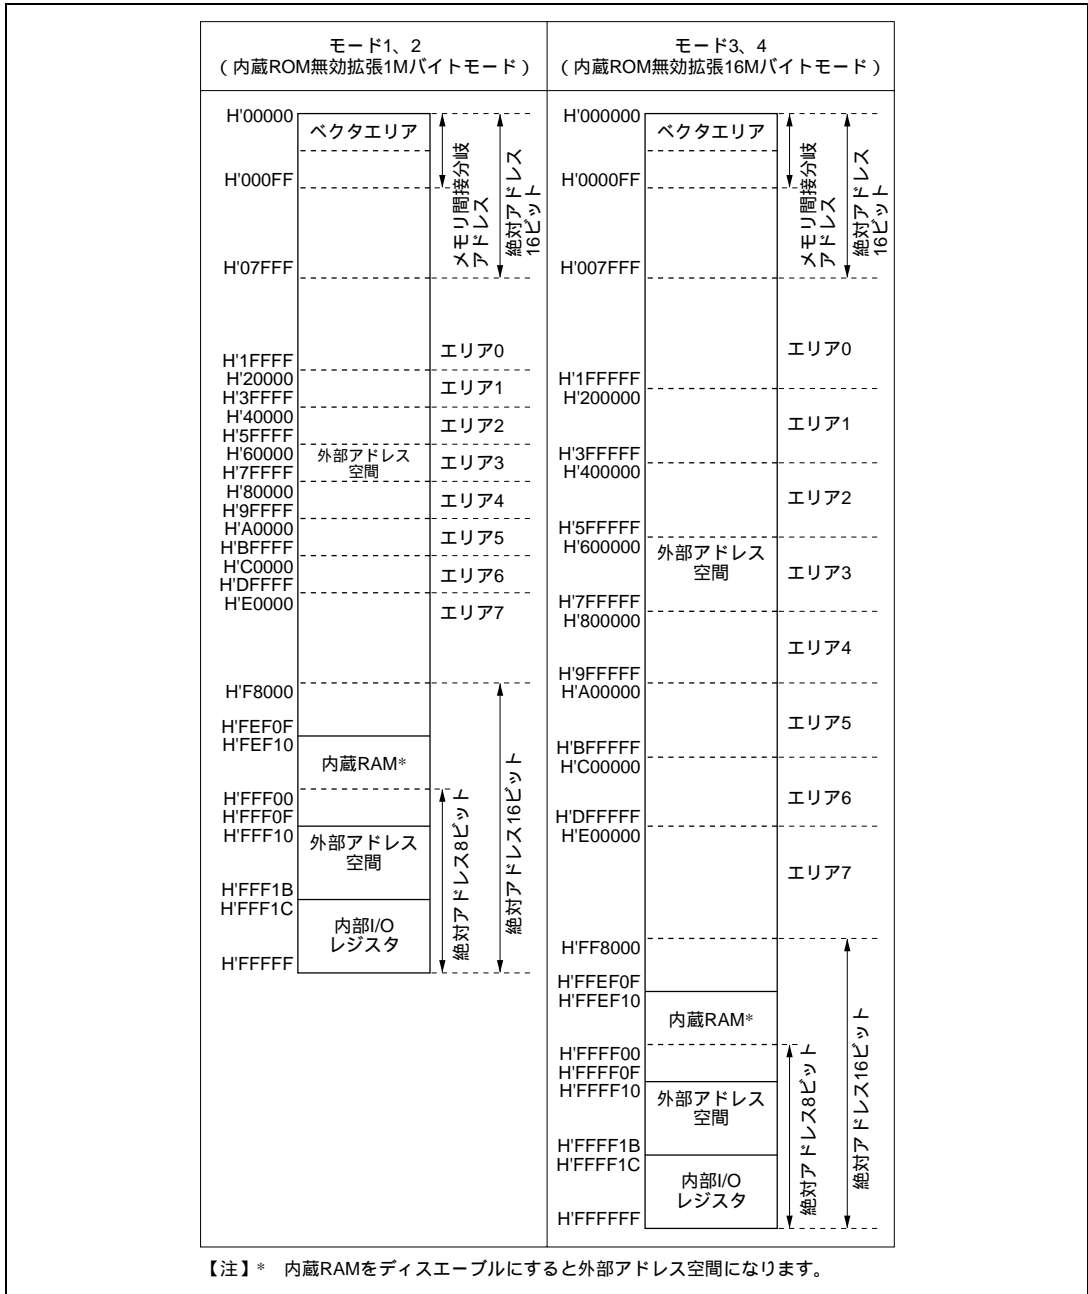 モード1、2
(内蔵ROM無効拡張1Mバイトモード)
H'00000
ベクタエリア
H'000FF
H'07FFF
メモリ間接分岐
アドレス
絶対アドレス
16ビット
H'1FFFF
H'20000
H'3FFFF
H'40000
H'5FFFF
H'60000
H'7FFFF
H'80000
H'9FFFF
H'A0000
H'BFFFF
H'C0000
H'DFFFF
H'E0000
外部アドレス
空間
エリア0
エリア1
エリア2
エリア3
エリア4
エリア5
エリア6
エリア7
H'F8000
H'FEF0F
H'FEF10
内蔵RAM*
H'FFF00
H'FFF0F
H'FFF10
外部アドレス
空間
H'FFF1B
H'FFF1C
内部I/O
レジスタ
H'FFFFF
絶対アドレス8ビット
絶対アドレス16ビット
モード3、4
(内蔵ROM無効拡張16Mバイトモード)
H'000000
ベクタエリア
H'0000FF
H'007FFF
メモリ間接分岐
アドレス
絶対アドレス
16ビット
H'1FFFFF
H'200000
H'3FFFFF
H'400000
H'5FFFFF
H'600000
H'7FFFFF
H'800000
H'9FFFFF
H'A00000
H'BFFFFF
H'C00000
H'DFFFFF
H'E00000
外部アドレス
空間
エリア0
エリア1
エリア2
エリア3
エリア4
エリア5
エリア6
エリア7
H'FF8000
H'FFEF0F
H'FFEF10
内蔵RAM*
H'FFFF00
H'FFFF0F
H'FFFF10
外部アドレス
空間
H'FFFF1B
H'FFFF1C
内部I/O
レジスタ
H'FFFFFF
絶対アドレス8ビット
絶対アドレス16ビット
【注】* 内蔵RAMをディスエーブルにすると外部アドレス空間になります。